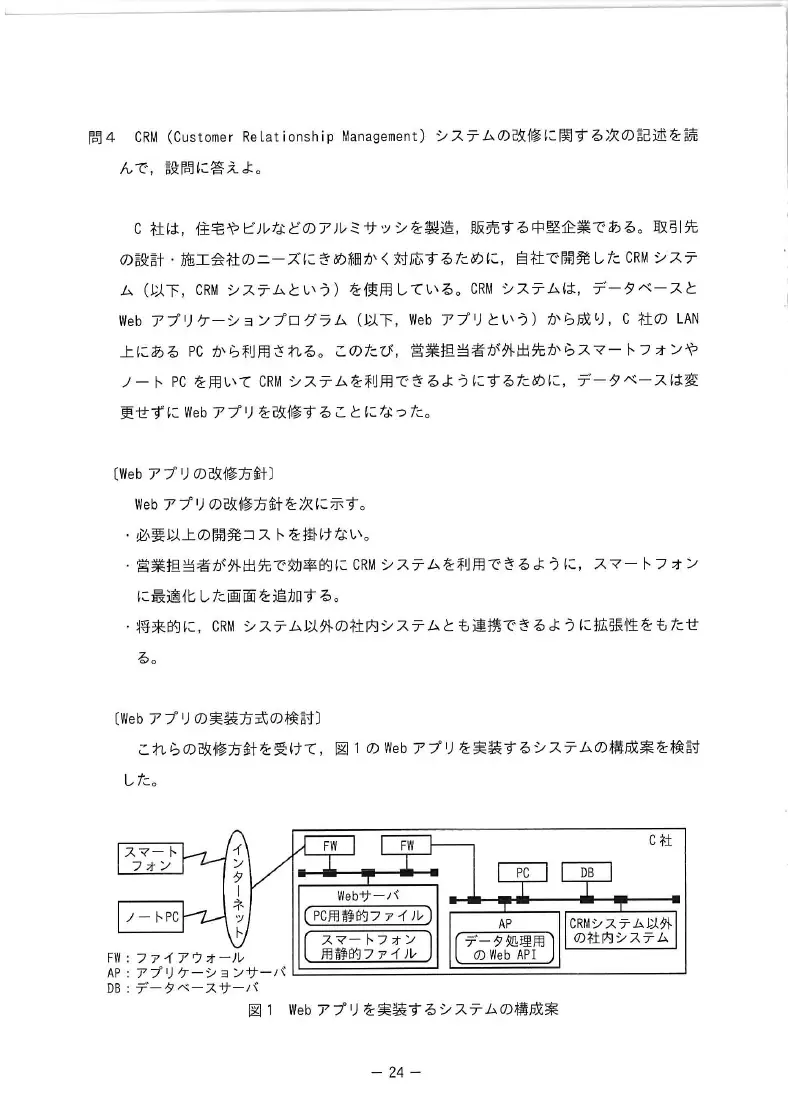 問4 CRM (Customer Relationship Management) システムの改修に関する次の記述を読
んで，設問に答えよ。
C 社は，住宅やビルなどのアルミサッシを製造，販売する中堅企業である。取引先
の設計・施工会社のニーズにきめ細かく対応するために，自社で開発した CRM システ
ム（以下，CRM システムという）を使用している。CRM システムは，データベースと
Web アプリケーションプログラム（以下，Web アプリという）から成り，C 社の LAN
上にある PC から利用される。このたび，営業担当者が外出先からスマートフォンや
ノート PC を用いて CRM システムを利用できるようにするために，データベースは変
更せずに Web アプリを改修することになった。
〔Web アプリの改修方針〕
Web アプリの改修方針を次に示す。
・必要以上の開発コストを掛けない。
・営業担当者が外出先で効率的に CRM システムを利用できるように，スマートフォン
に最適化した画面を追加する。
・将来的に，CRM システム以外の社内システムとも連携できるように拡張性をもたせ
る。
〔Web アプリの実装方式の検討〕
これらの改修方針を受けて，図 1 の Web アプリを実装するシステムの構成案を検討
した。
スマート
フォン
ノートPC
インターネット
C 社
FW
FW
Webサーバ
PC用静的ファイル
スマートフォン
用静的ファイル
PC
DB
AP
データ処理用
の Web API
CRMシステム以外
の社内システム
FW：ファイアウォール
AP：アプリケーションサーバ
DB：データベースサーバ
図 1 Web アプリを実装するシステムの構成案
－ 24 －